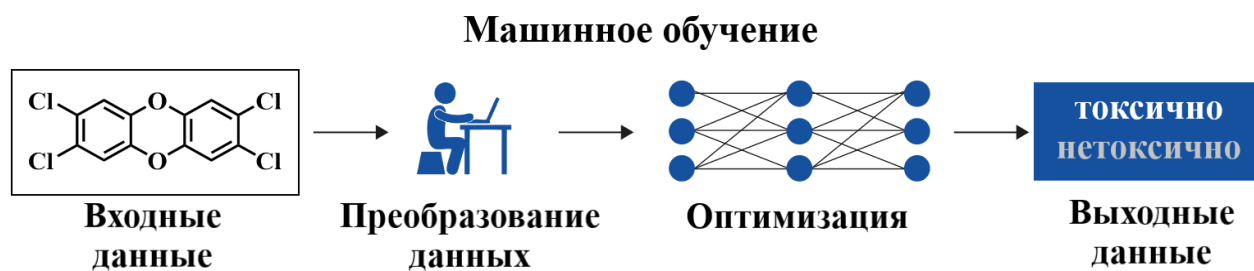 Машинное обучение
Cl
O
Cl
Cl
O
Cl
токсично
нетоксично
Входные
данные
Преобразование
данных
Оптимизация
Выходные
данные